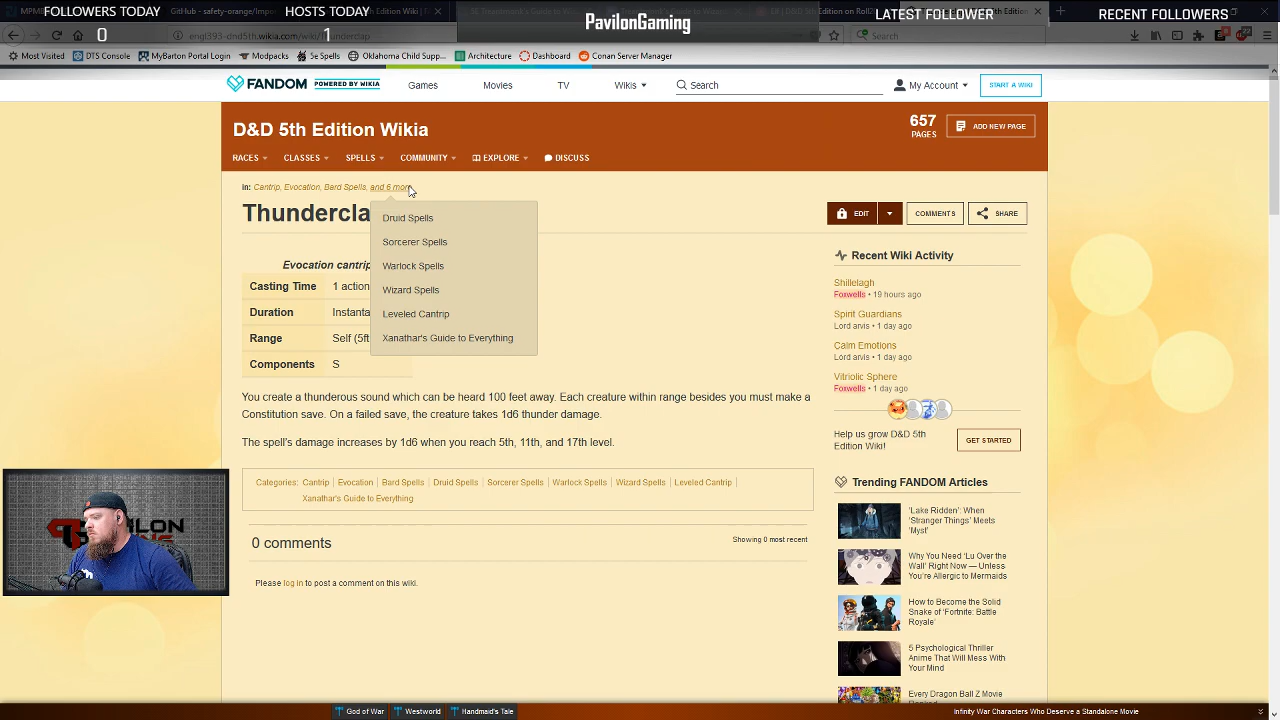 FOLLOWERS TODAY
0
HOSTS TODAY
1
PavilonGaming
LATEST FOLLOWER
RECENT FOLLOWERS
Search
Most Visited DTS Console MyBarton Portal Login Modpacks 5e Spells Oklahoma Child Supp... Architecture Dashboard Conan Server Manager
FANDOM POWERED BY WIKIA Games Movies TV Wikis Search My Account START A WIKI
D&D 5th Edition Wikia
657 PAGES ADD NEW PAGE
RACES CLASSES SPELLS COMMUNITY EXPLORE DISCUSS
in: Cantrip, Evocation, Bard Spells, and 6 more
Druid Spells
Sorcerer Spells
Warlock Spells
Wizard Spells
Leveled Cantrip
Xanathar's Guide to Everything
Thundercla
EDIT COMMENTS SHARE
Evocation cantrip
Casting Time 1 action
Duration Instanta
Range Self (5ft
Components S
You create a thunderous sound which can be heard 100 feet away. Each creature within range besides you must make a
Constitution save. On a failed save, the creature takes 1d6 thunder damage.
The spell's damage increases by 1d6 when you reach 5th, 11th, and 17th level.
Categories: Cantrip Evocation Bard Spells Druid Spells Sorcerer Spells Warlock Spells Wizard Spells Leveled Cantrip
Xanathar's Guide to Everything
0 comments
Showing 0 most recent
Please log in to post a comment on this wiki.
Recent Wiki Activity
Shillelagh
Foxwells • 19 hours ago
Spirit Guardians
Lord arvis • 1 day ago
Calm Emotions
Lord arvis • 1 day ago
Vitriolic Sphere
Foxwells • 1 day ago
Help us grow D&D 5th
Edition Wiki!
GET STARTED
Trending FANDOM Articles
'Lake Ridden': When
'Stranger Things' Meets
'Myst'
Why You Need 'Lu Over the
Wall' Right Now — Unless
You're Allergic to Mermaids
How to Become the Solid
Snake of 'Fortnite: Battle
Royale'
5 Psychological Thriller
Anime That Will Mess With
Your Mind
Every Dragon Ball Z Movie
God of War Westworld Handmaid's Tale
Infinity War Characters Who Deserve a Standalone Movie